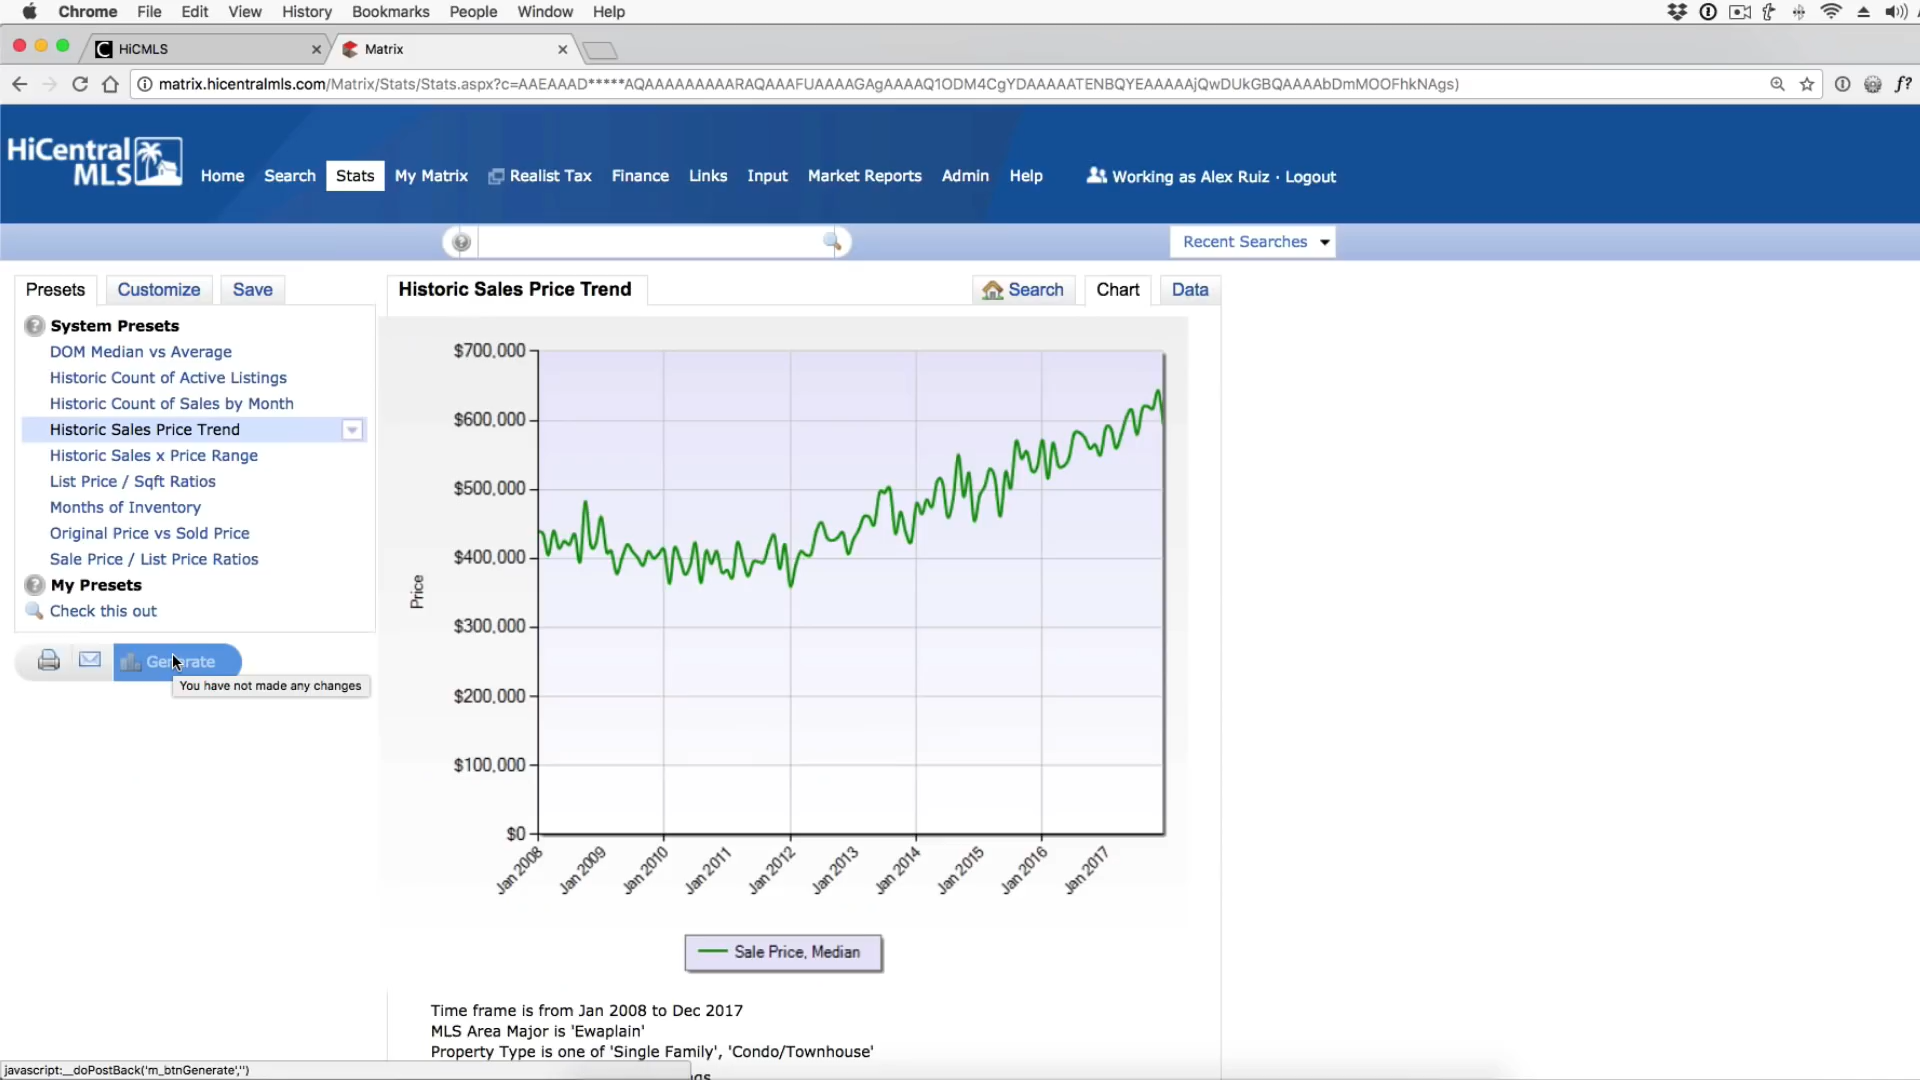 Chrome File Edit View History Bookmarks People Window Help
HiCMLS
Matrix
matrix.hicentralmls.com/Matrix/Stats/Stats.aspx?c=AAEAAAD*****AQAAAAAAAAARAQAAAFUAAAAGAgAAAAQ1ODM4CgYDAAAAATENBQYEAAAAAjQwDUkGBQAAAAbDmMOOFhkNAgs)
f?
HiCentral
MLS
Home Search Stats My Matrix Realist Tax Finance Links Input Market Reports Admin Help
Working as Alex Ruiz · Logout
Recent Searches
Presets Customize Save
System Presets
DOM Median vs Average
Historic Count of Active Listings
Historic Count of Sales by Month
Historic Sales Price Trend
Historic Sales x Price Range
List Price / Sqft Ratios
Months of Inventory
Original Price vs Sold Price
Sale Price / List Price Ratios
My Presets
Check this out
Generate
You have not made any changes
Historic Sales Price Trend
Search Chart Data
$700,000
$600,000
$500,000
$400,000
$300,000
$200,000
$100,000
$0
Price
Jan 2008 Jan 2009 Jan 2010 Jan 2011 Jan 2012 Jan 2013 Jan 2014 Jan 2015 Jan 2016 Jan 2017
Sale Price, Median
Time frame is from Jan 2008 to Dec 2017
MLS Area Major is 'Ewaplain'
Property Type is one of 'Single Family', 'Condo/Townhouse'
javascript:__doPostBack('m_btnGenerate','')